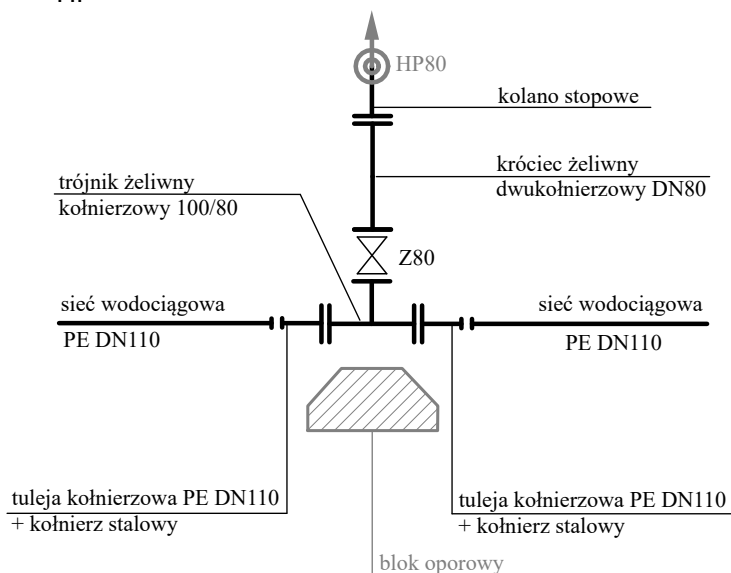 HP80
kolano stopowe
króciec żeliwny
dwukołnierzowy DN80
trójnik żeliwny
kołnierzowy 100/80
Z80
sieć wodociągowa
PE DN110
sieć wodociągowa
PE DN110
tuleja kołnierzowa PE DN110
+ kołnierz stalowy
tuleja kołnierzowa PE DN110
+ kołnierz stalowy
blok oporowy